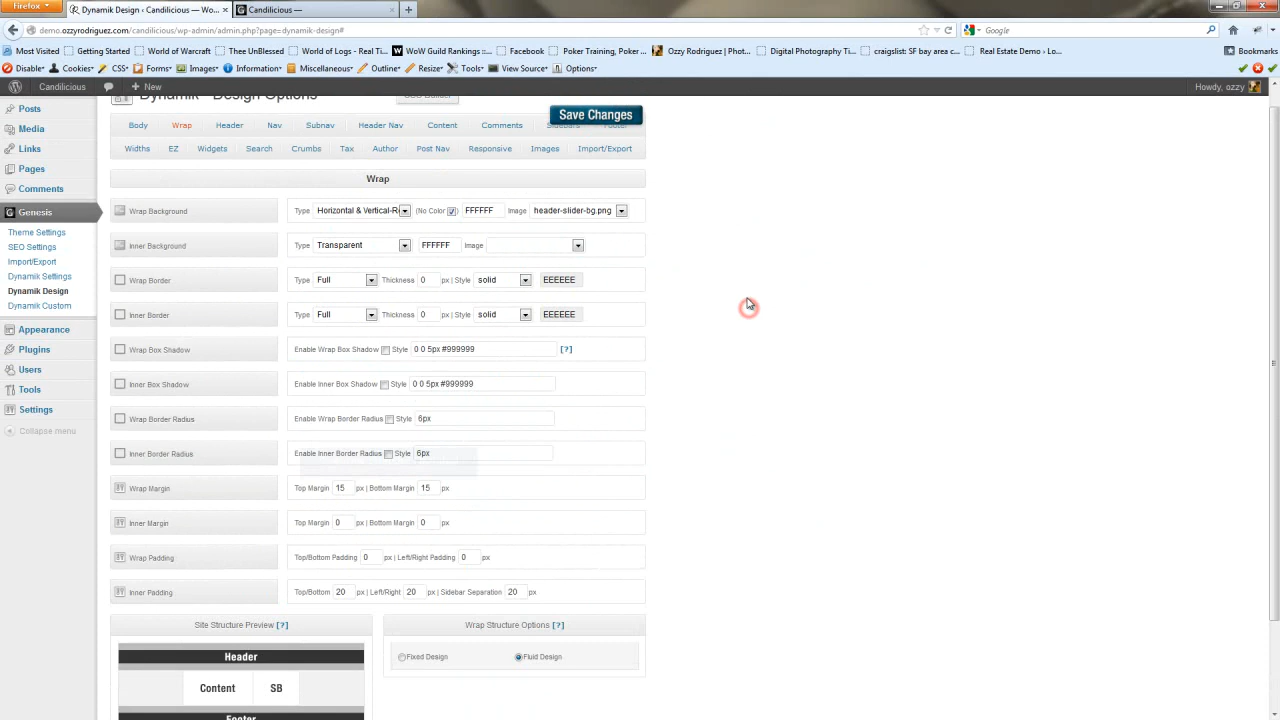 Firefox
Dynamik Design ‹ Candilicious — Wo...
Candilicious —
demo.ozzyrodriguez.com/candilicious/wp-admin/admin.php?page=dynamik-design#
Google
Most Visited Getting Started World of Warcraft Thee UnBlessed World of Logs - Real Ti... WoW Guild Rankings ::... Facebook Poker Training, Poker ... Ozzy Rodriguez | Phot... Digital Photography Ti... craigslist: SF bay area c... Real Estate Demo › Lo... Bookmarks
Disable Cookies CSS Forms Images Information Miscellaneous Outline Resize Tools View Source Options
Candilicious New Howdy, ozzy
Dynamik - Design Options
Save Changes
Posts
Media
Links
Pages
Comments
Genesis
Theme Settings
SEO Settings
Import/Export
Dynamik Settings
Dynamik Design
Dynamik Custom
Appearance
Plugins
Users
Tools
Settings
Collapse menu
Body Wrap Header Nav Subnav Header Nav Content Comments
Widths EZ Widgets Search Crumbs Tax Author Post Nav Responsive Images Import/Export
Wrap
Wrap Background Type Horizontal & Vertical-R (No Color ) FFFFFF Image header-slider-bg.png
Inner Background Type Transparent FFFFFF Image
Wrap Border Type Full Thickness 0 px | Style solid EEEEEE
Inner Border Type Full Thickness 0 px | Style solid EEEEEE
Wrap Box Shadow Enable Wrap Box Shadow Style 0 0 5px #999999 [?]
Inner Box Shadow Enable Inner Box Shadow Style 0 0 5px #999999
Wrap Border Radius Enable Wrap Border Radius Style 6px
Inner Border Radius Enable Inner Border Radius Style 6px
Wrap Margin Top Margin 15 px | Bottom Margin 15 px
Inner Margin Top Margin 0 px | Bottom Margin 0 px
Wrap Padding Top/Bottom Padding 0 px | Left/Right Padding 0 px
Inner Padding Top/Bottom 20 px | Left/Right 20 px | Sidebar Separation 20 px
Site Structure Preview [?]
Header
Content SB
Footer
Wrap Structure Options [?]
Fixed Design Fluid Design